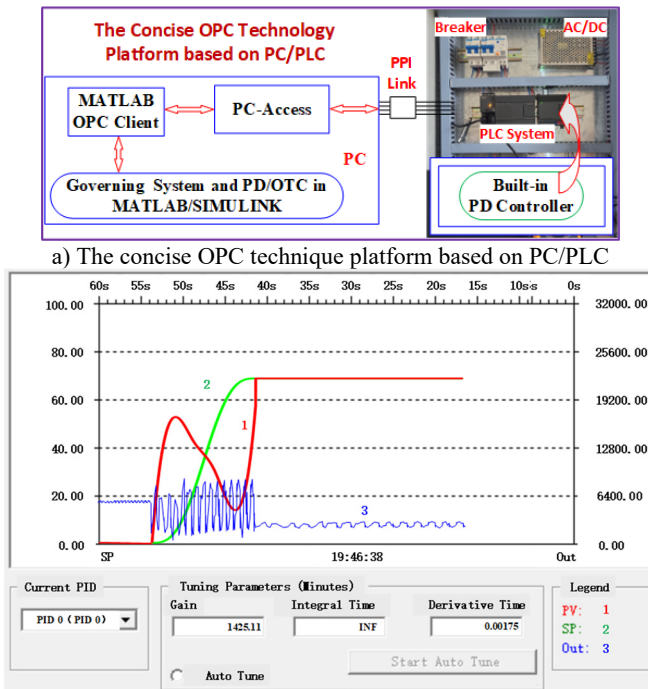 The Concise OPC Technology
Platform based on PC/PLC
MATLAB
OPC Client
PC-Access
PPI
Link
PC
Governing System and PD/OTC in
MATLAB/SIMULINK
Breaker
AC/DC
PLC System
Built-in
PD Controller
a) The concise OPC technique platform based on PC/PLC
60s 55s 50s 45s 40s 35s 30s 25s 20s 15s 10s 5s 0s
100.00 32000.00
80.00 25600.00
60.00 19200.00
40.00 12800.00
20.00 6400.00
0.00 0.00
2
1
3
SP 19:46:38 Out
Current PID
PID 0 (PID 0)
Tuning Parameters (Minutes)
Gain Integral Time Derivative Time
1425.11 INF 0.00175
Auto Tune
Start Auto Tune
Legend
PV: 1
SP: 2
Out: 3